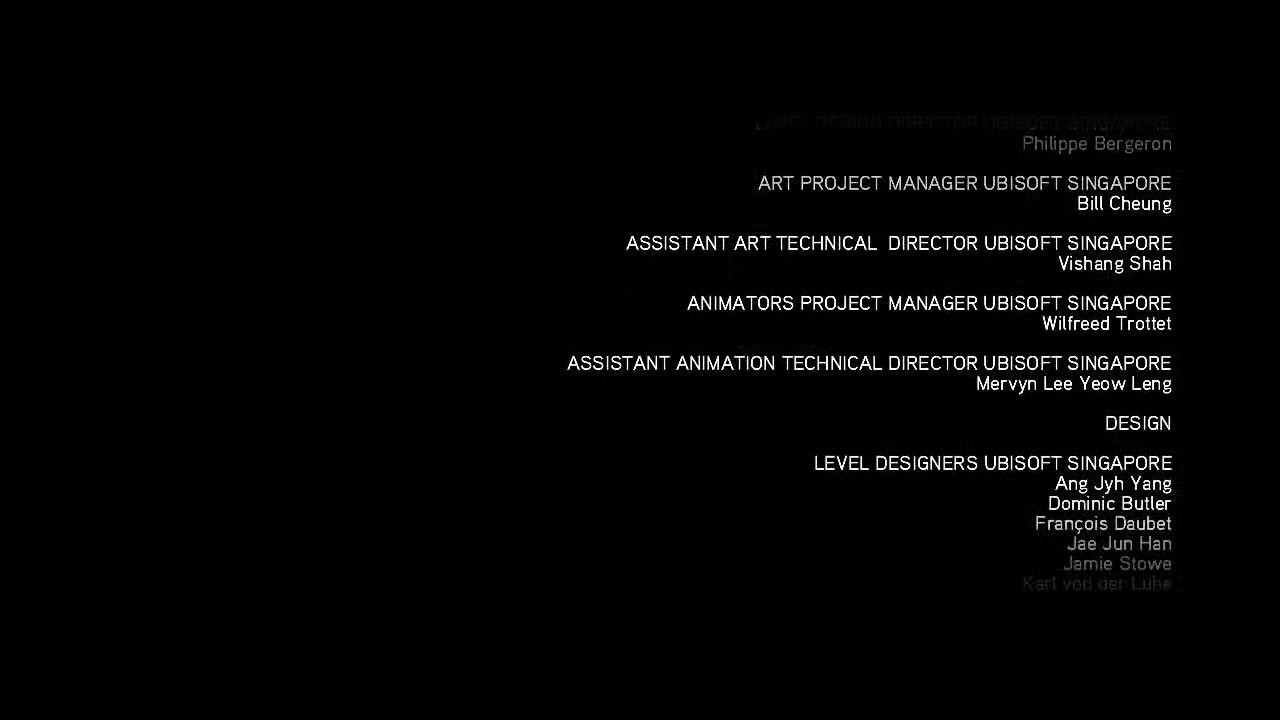 LEVEL DESIGN DIRECTOR UBISOFT SINGAPORE
Philippe Bergeron
ART PROJECT MANAGER UBISOFT SINGAPORE
Bill Cheung
ASSISTANT ART TECHNICAL  DIRECTOR UBISOFT SINGAPORE
Vishang Shah
ANIMATORS PROJECT MANAGER UBISOFT SINGAPORE
Wilfreed Trottet
ASSISTANT ANIMATION TECHNICAL DIRECTOR UBISOFT SINGAPORE
Mervyn Lee Yeow Leng
DESIGN
LEVEL DESIGNERS UBISOFT SINGAPORE
Ang Jyh Yang
Dominic Butler
François Daubet
Jae Jun Han
Jamie Stowe
Karl von der Luhe